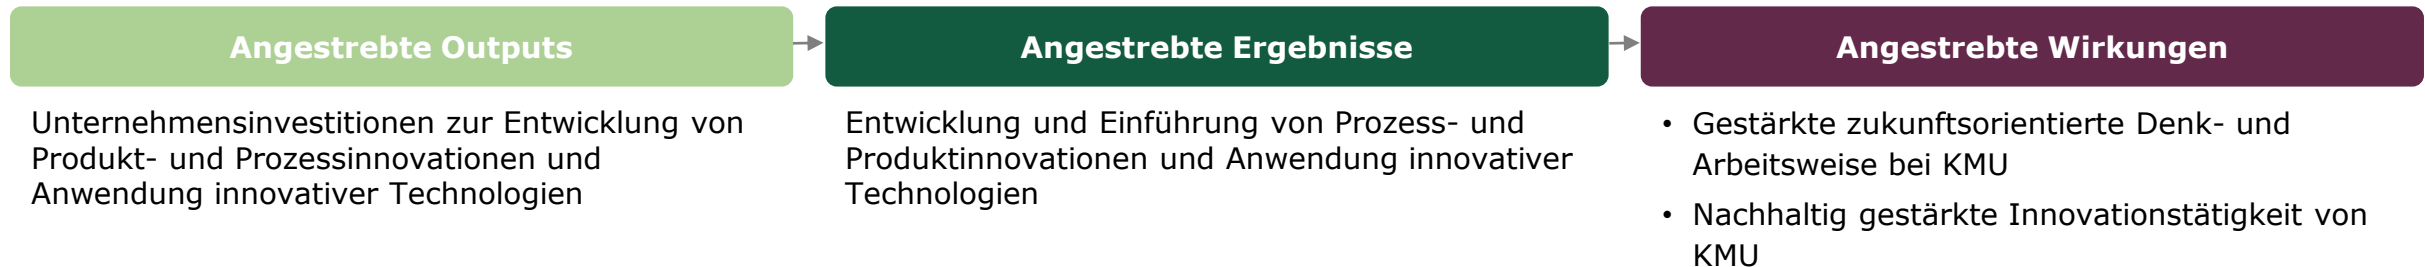 Angestrebte Outputs
Unternehmensinvestitionen zur Entwicklung von
Produkt- und Prozessinnovationen und
Anwendung innovativer Technologien
Angestrebte Ergebnisse
Entwicklung und Einführung von Prozess- und
Produktinnovationen und Anwendung innovativer
Technologien
Angestrebte Wirkungen
• Gestärkte zukunftsorientierte Denk- und
Arbeitsweise bei KMU
• Nachhaltig gestärkte Innovationstätigkeit von
KMU